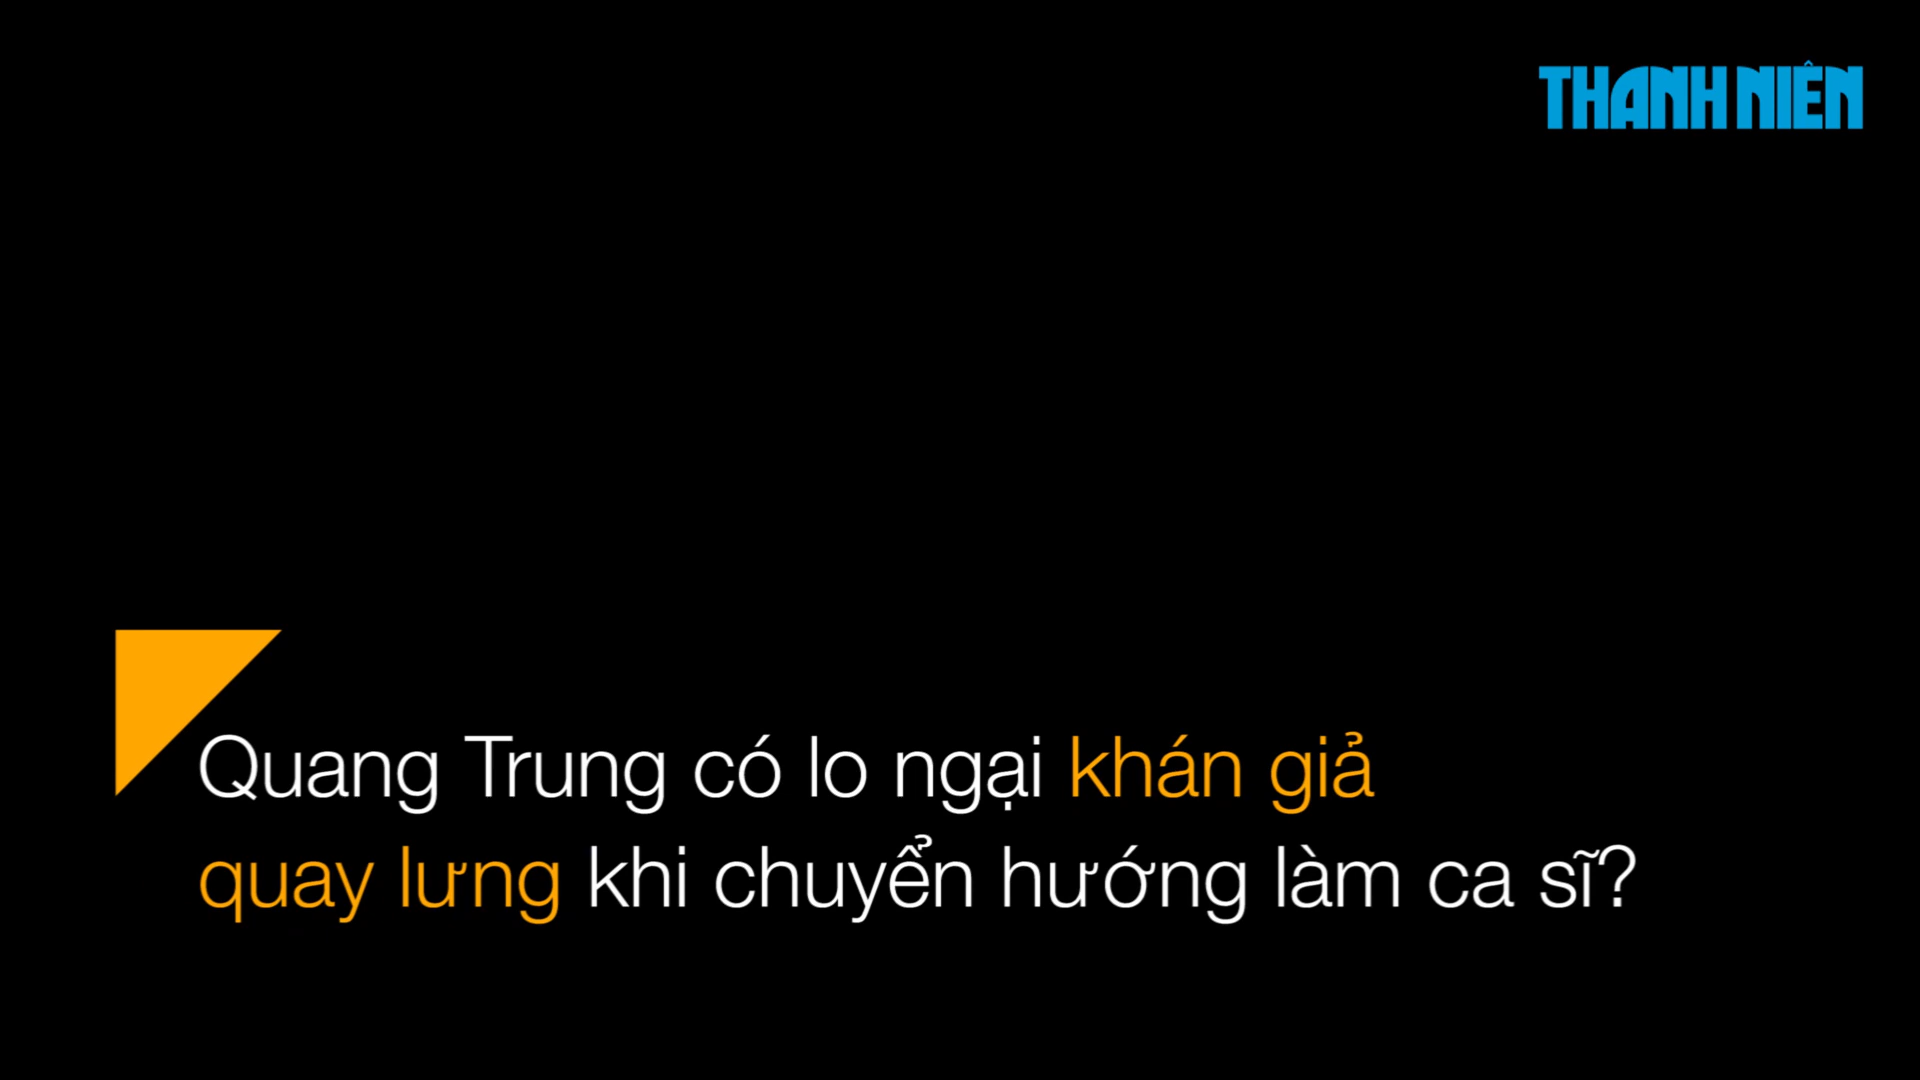 THANH NIÊN
Quang Trung có lo ngại khán giả
quay lưng khi chuyển hướng làm ca sĩ?